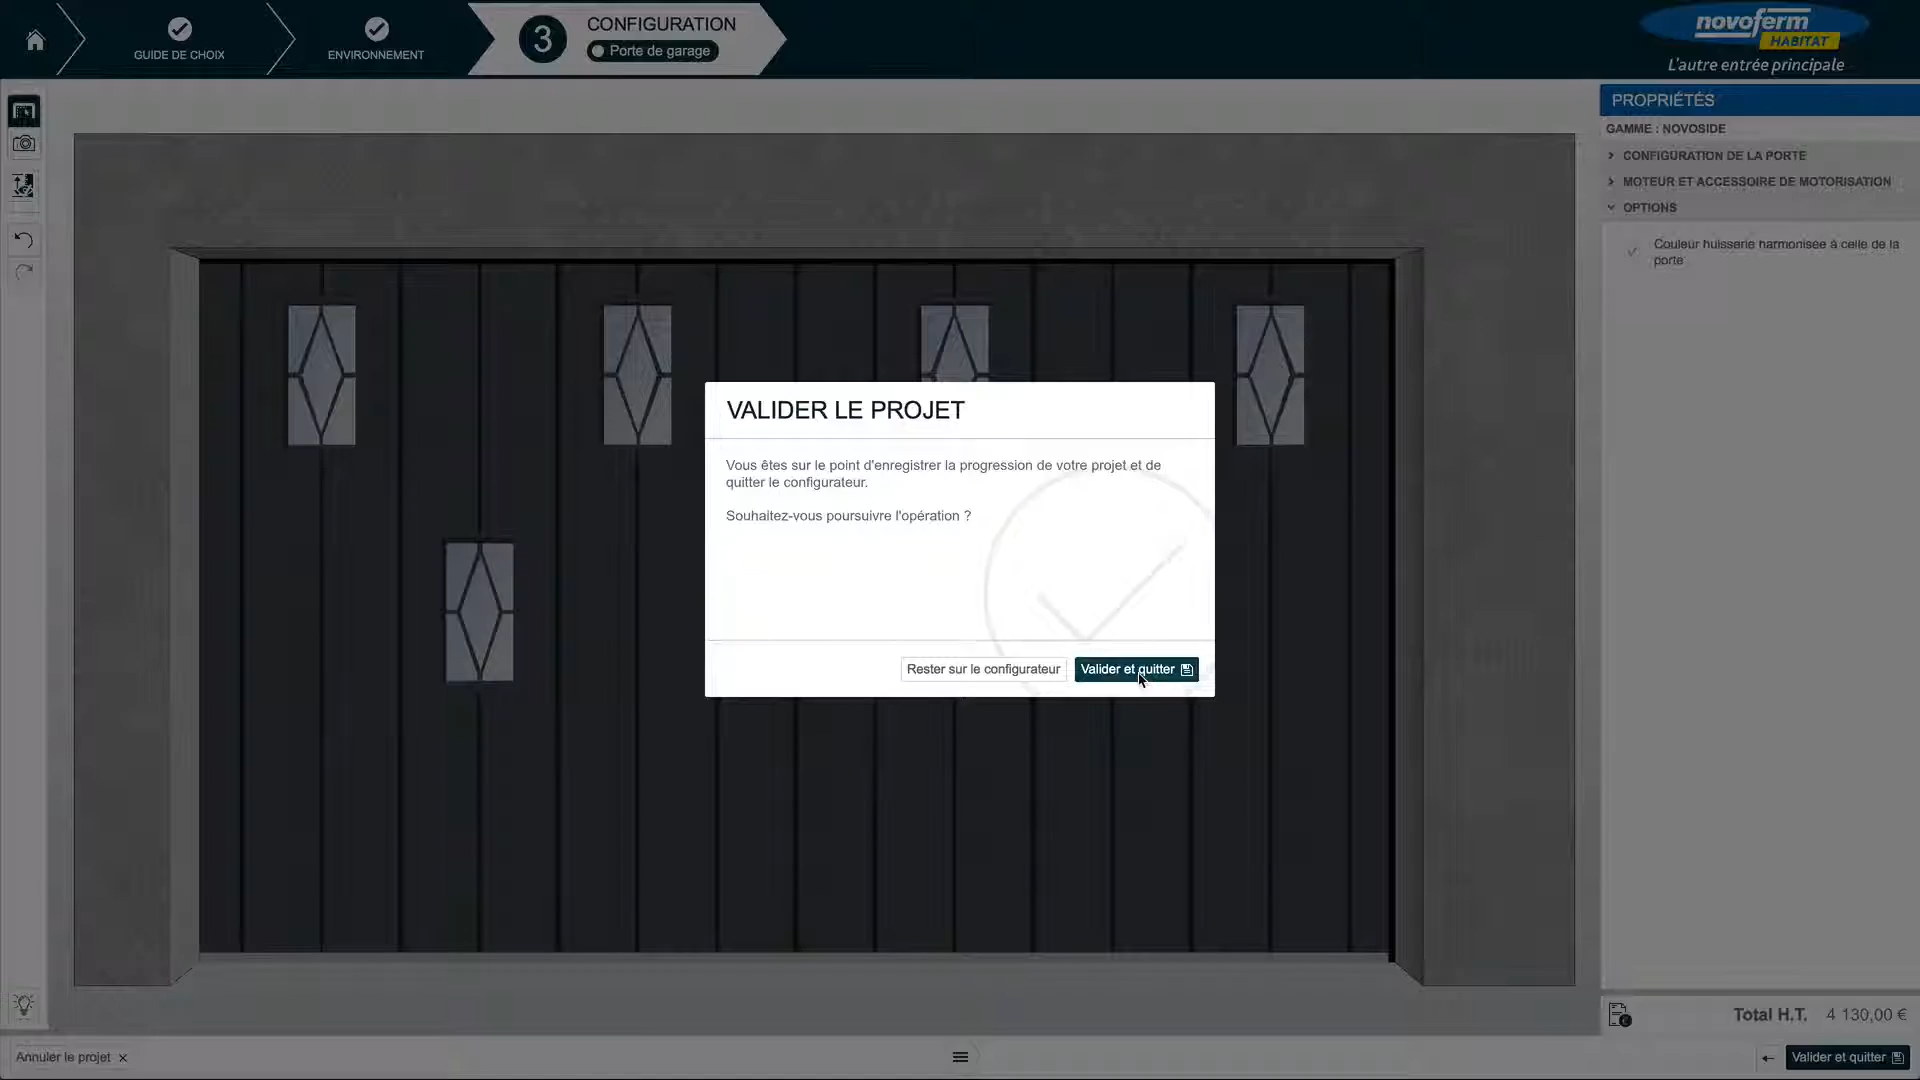 GUIDE DE CHOIX
ENVIRONNEMENT
3
CONFIGURATION
Porte de garage
novoferm
HABITAT
L'autre entrée principale
PROPRIÉTÉS
GAMME : NOVOSIDE
CONFIGURATION DE LA PORTE
MOTEUR ET ACCESSOIRE DE MOTORISATION
OPTIONS
Couleur huisserie harmonisée à celle de la
porte
VALIDER LE PROJET
Vous êtes sur le point d'enregistrer la progression de votre projet et de
quitter le configurateur.
Souhaitez-vous poursuivre l'opération ?
Rester sur le configurateur
Valider et quitter
Total H.T. 4 130,00 €
Annuler le projet
Valider et quitter